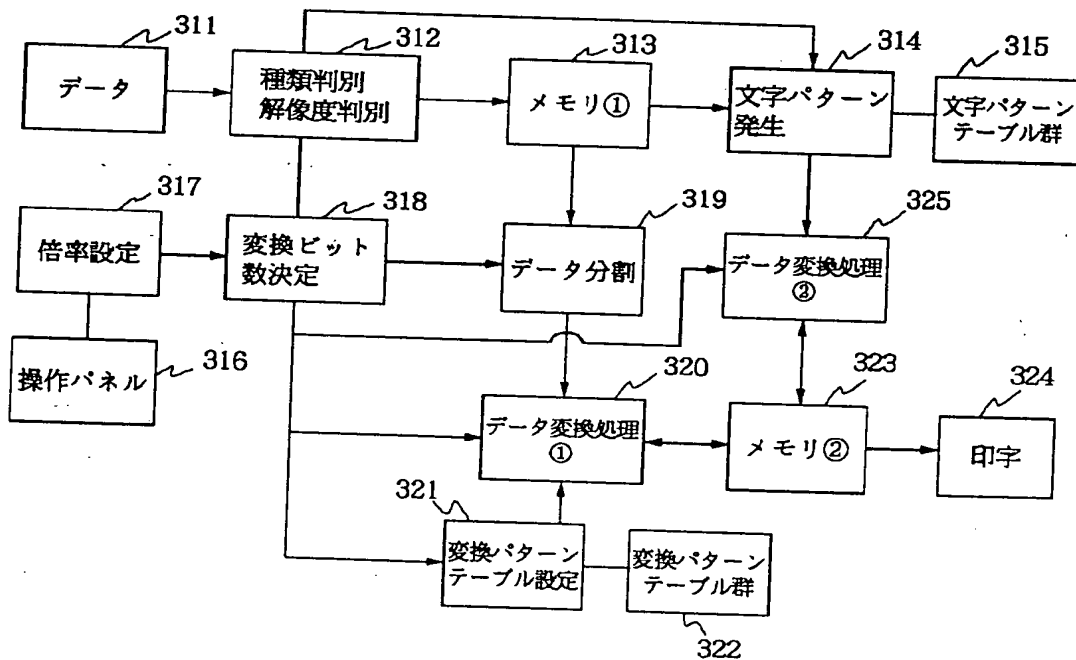 311
データ
312
種類判別
解像度判別
313
メモリ①
314
文字パターン
発生
315
文字パターン
テーブル群
317
倍率設定
318
変換ビット
数決定
319
データ分割
325
データ変換処理
②
操作パネル
316
320
データ変換処理
①
323
メモリ②
324
印字
321
変換パターン
テーブル設定
変換パターン
テーブル群
322